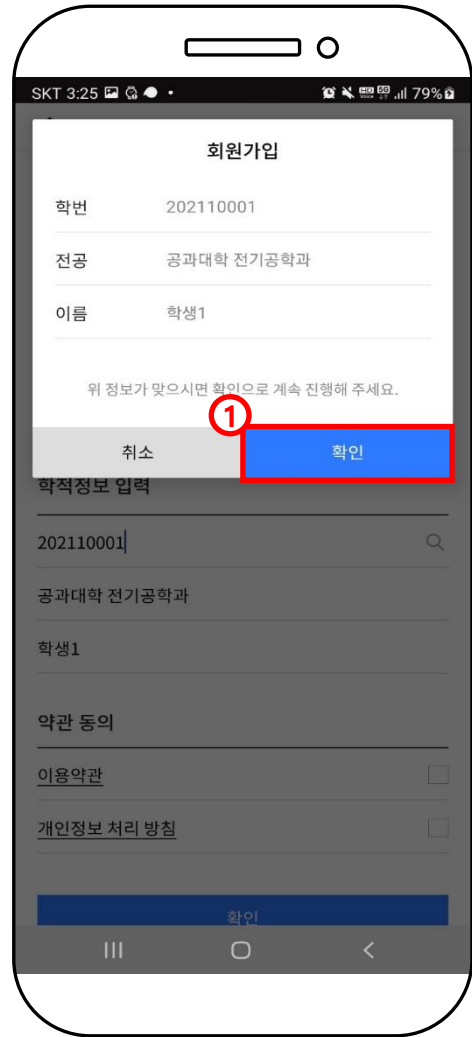 SKT 3:25 79%
회원가입
학번 202110001
전공 공과대학 전기공학과
이름 학생1
위 정보가 맞으시면 확인으로 계속 진행해 주세요.
1
취소 확인
학적정보 입력
202110001
공과대학 전기공학과
학생1
약관 동의
이용약관
개인정보 처리 방침
확인